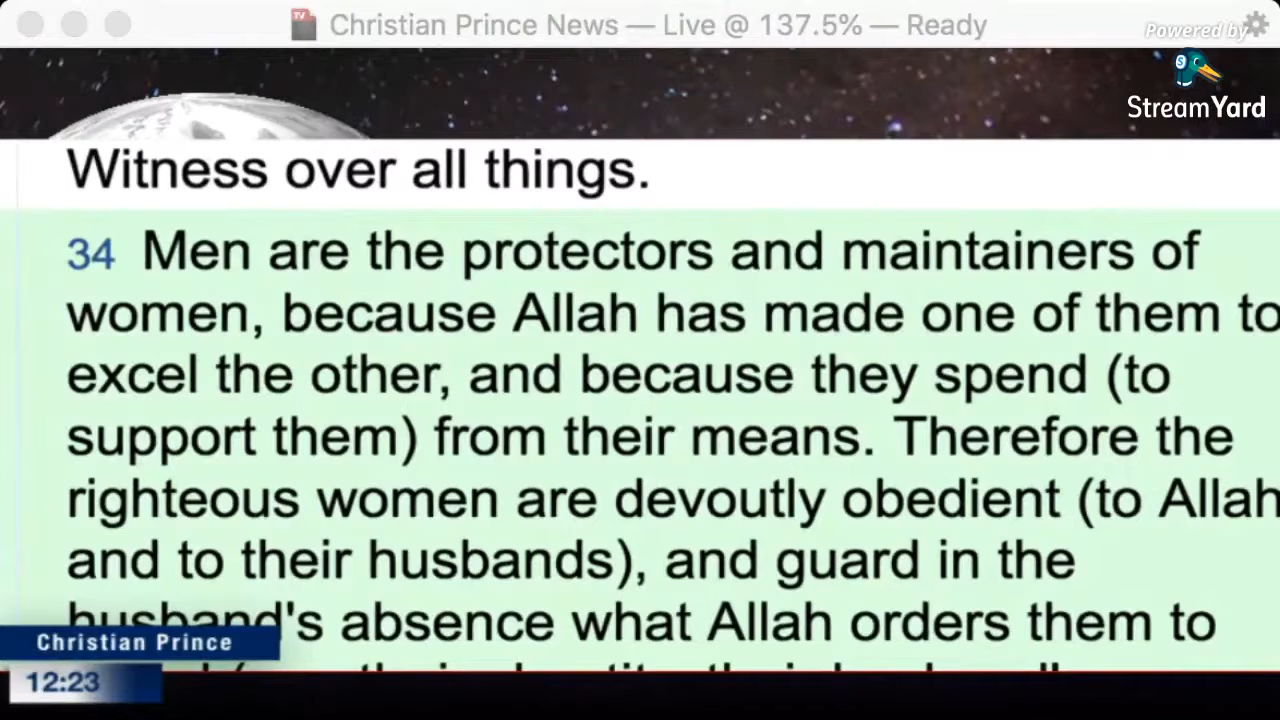 Christian Prince News — Live @ 137.5% — Ready
Powered by
StreamYard
Witness over all things.
34 Men are the protectors and maintainers of
women, because Allah has made one of them to
excel the other, and because they spend (to
support them) from their means. Therefore the
righteous women are devoutly obedient (to Allah
and to their husbands), and guard in the
husband's absence what Allah orders them to
Christian Prince
12:23